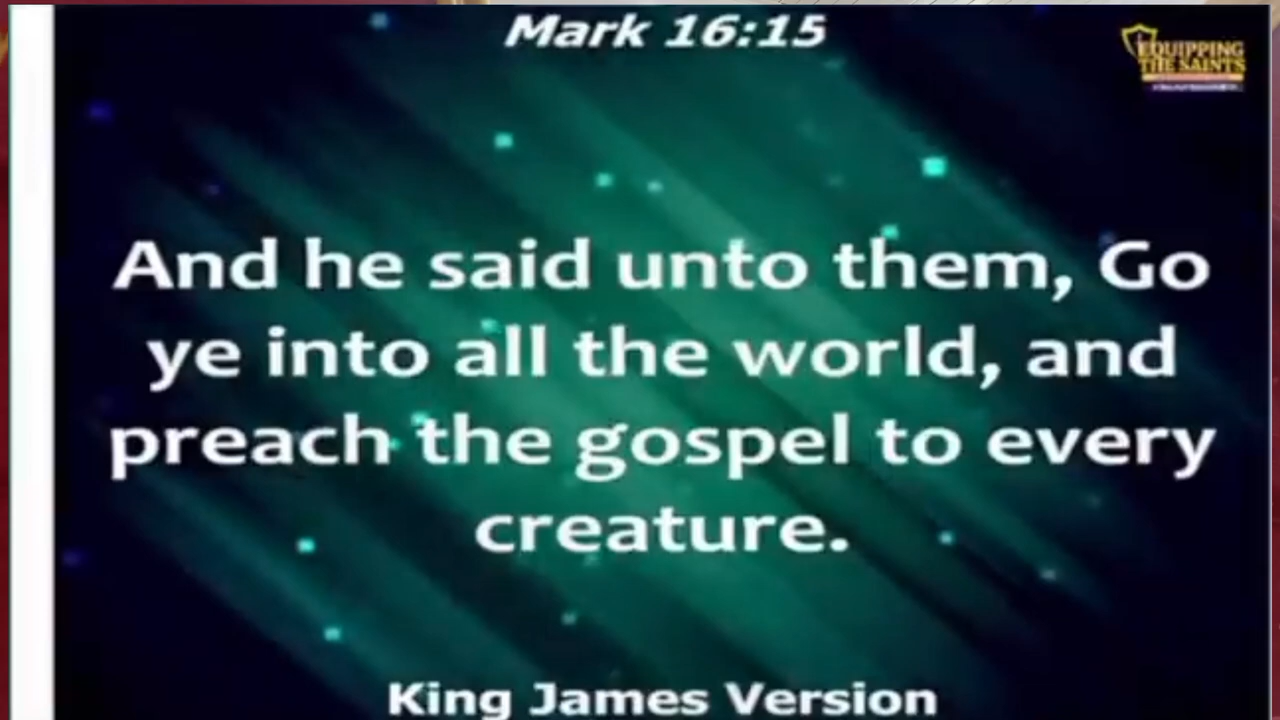 Mark 16:15
EQUIPPING
THE SAINTS
And he said unto them, Go
ye into all the world, and
preach the gospel to every
creature.
King James Version